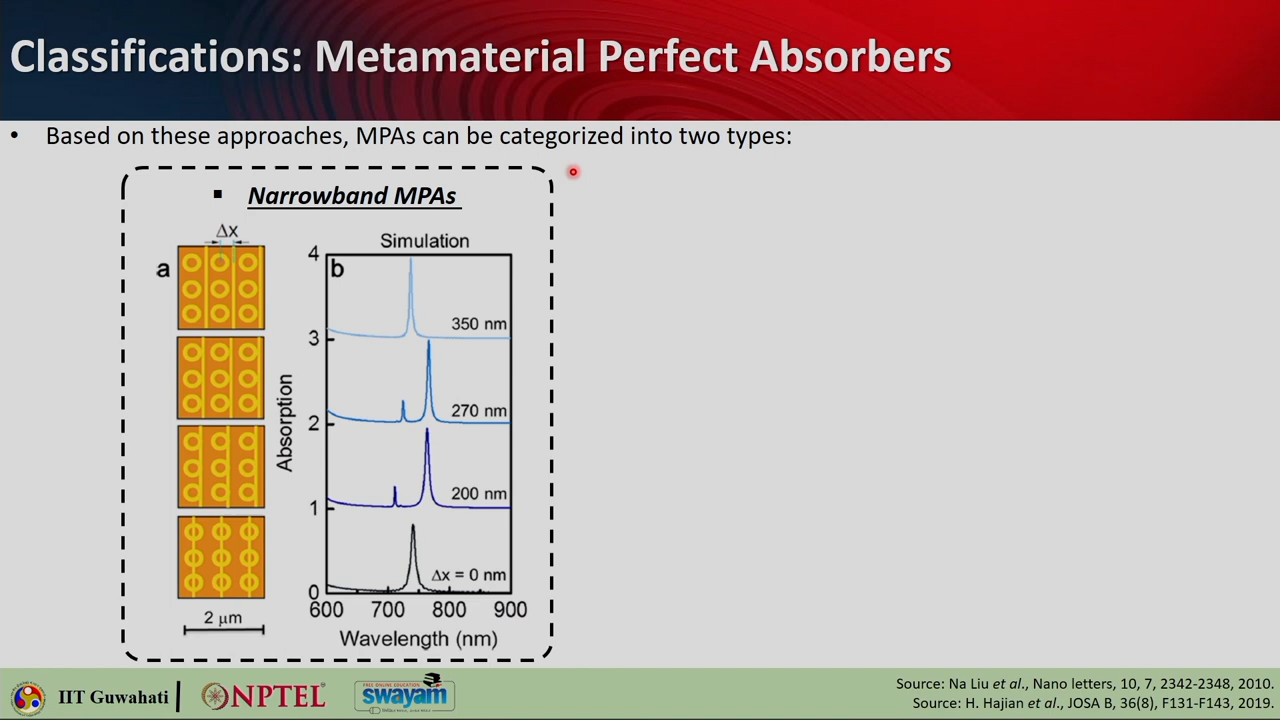 Classifications: Metamaterial Perfect Absorbers
• Based on these approaches, MPAs can be categorized into two types:
▪ Narrowband MPAs
Δx
a
Simulation
b
4
3
2
1
0
350 nm
270 nm
200 nm
Δx = 0 nm
Absorption
600 700 800 900
Wavelength (nm)
2 μm
IIT Guwahati
NPTEL
FREE ONLINE EDUCATION
swayam
Source: Na Liu et al., Nano letters, 10, 7, 2342-2348, 2010.
Source: H. Hajian et al., JOSA B, 36(8), F131-F143, 2019.